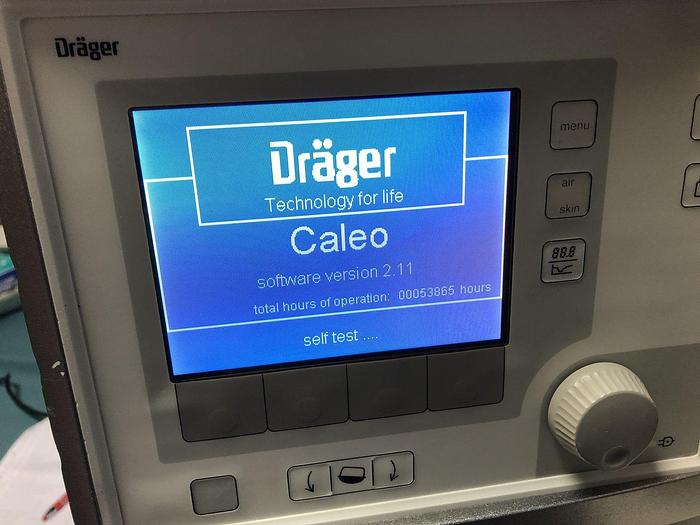 Dräger
Dräger
Technology for life
Caleo
software version 2.11
total hours of operation: 00053865 hours
self test ....
menu
air
skin
88.8